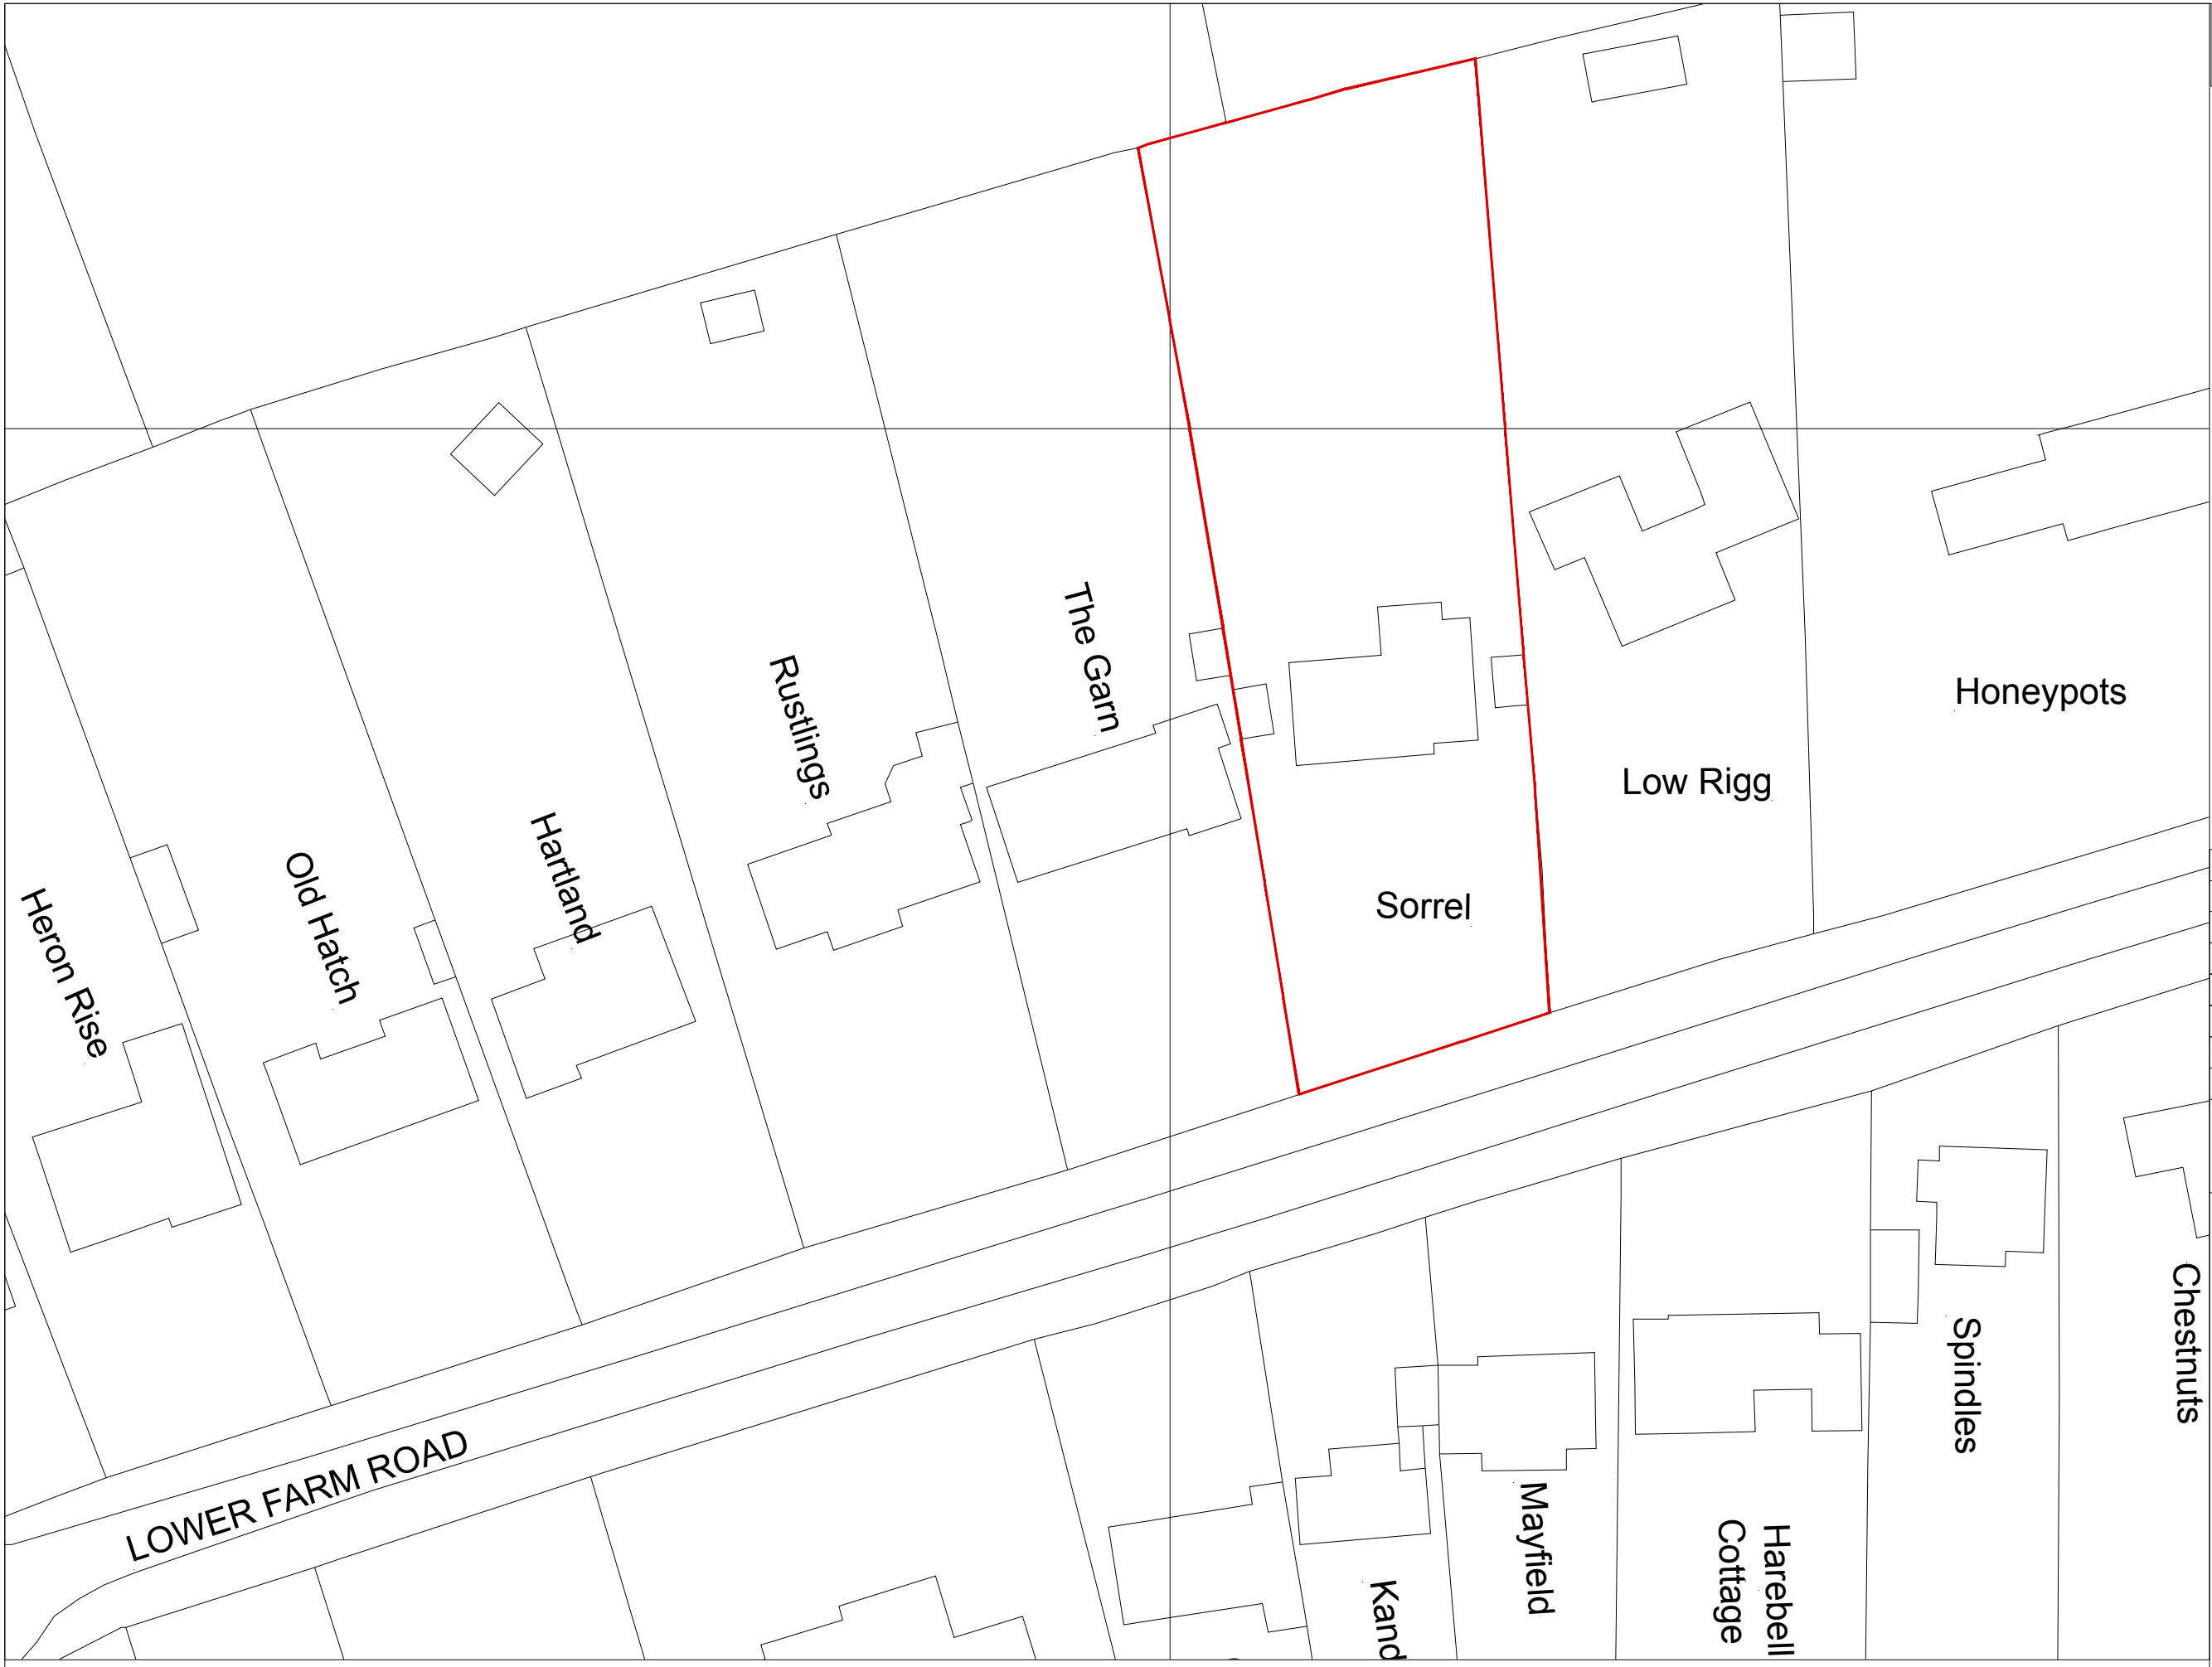 The Garn
Rustlings
Honeypots
Low Rigg
Hartland
Old Hatch
Sorrel
Heron Rise
Chestnuts
Spindles
LOWER FARM ROAD
Mayfield
Harebell
Cottage
Kand